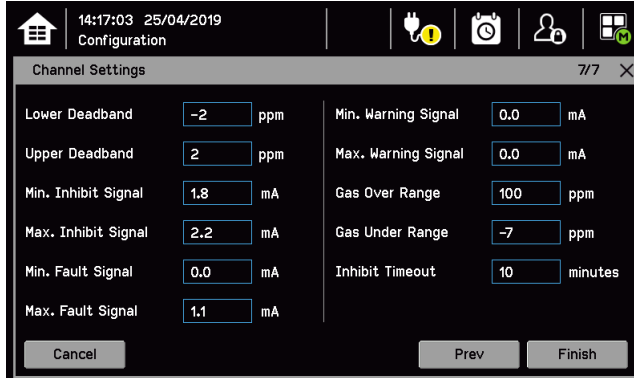 14:17:03 25/04/2019
Configuration
M
Channel Settings 7/7
Lower Deadband -2 ppm
Upper Deadband 2 ppm
Min. Inhibit Signal 1.8 mA
Max. Inhibit Signal 2.2 mA
Min. Fault Signal 0.0 mA
Max. Fault Signal 1.1 mA
Min. Warning Signal 0.0 mA
Max. Warning Signal 0.0 mA
Gas Over Range 100 ppm
Gas Under Range -7 ppm
Inhibit Timeout 10 minutes
Cancel Prev Finish